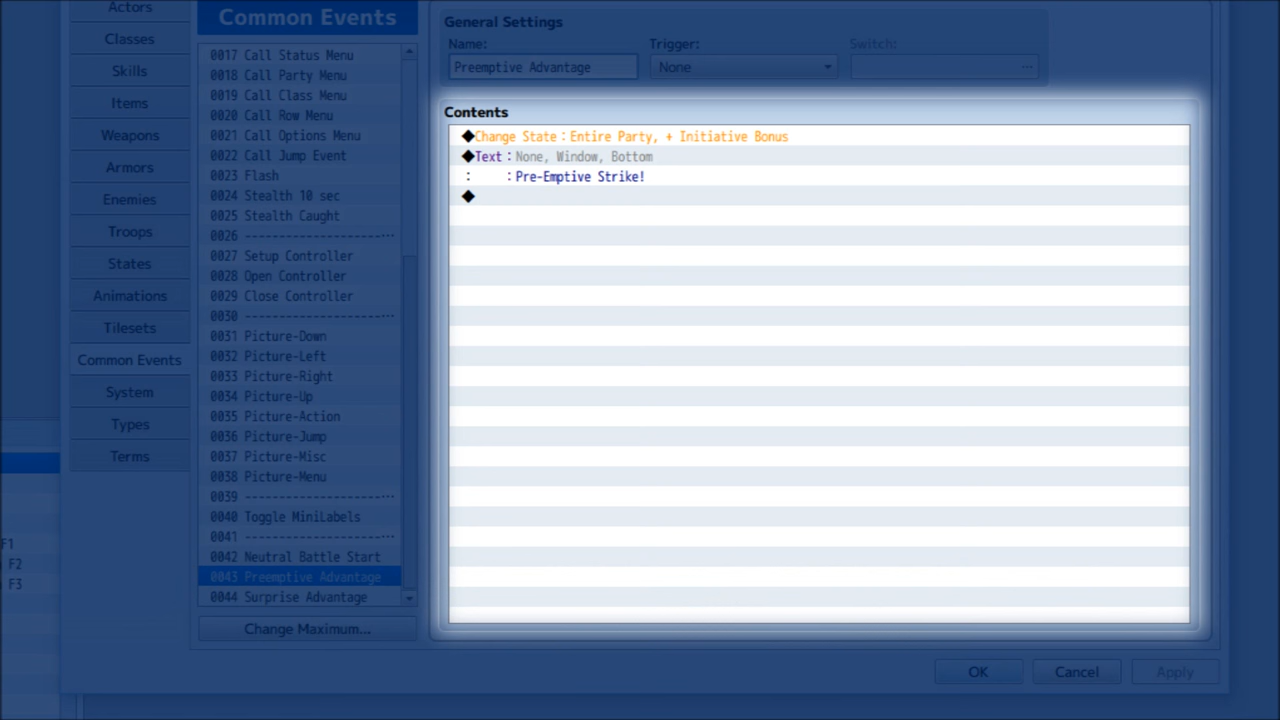 Actors
Classes
Skills
Items
Weapons
Armors
Enemies
Troops
States
Animations
Tilesets
Common Events
System
Types
Terms
F1
F2
F3
Common Events
0017 Call Status Menu
0018 Call Party Menu
0019 Call Class Menu
0020 Call Row Menu
0021 Call Options Menu
0022 Call Jump Event
0023 Flash
0024 Stealth 10 sec
0025 Stealth Caught
0026 --------------------…
0027 Setup Controller
0028 Open Controller
0029 Close Controller
0030 --------------------…
0031 Picture-Down
0032 Picture-Left
0033 Picture-Right
0034 Picture-Up
0035 Picture-Action
0036 Picture-Jump
0037 Picture-Misc
0038 Picture-Menu
0039 --------------------…
0040 Toggle MiniLabels
0041 --------------------…
0042 Neutral Battle Start
0043 Preemptive Advantage
0044 Surprise Advantage
Change Maximum...
General Settings
Name: Trigger: Switch:
Preemptive Advantage None ...
Contents
◆Change State：Entire Party, + Initiative Bonus
◆Text：None, Window, Bottom
：　　：Pre-Emptive Strike!
◆
OK Cancel Apply